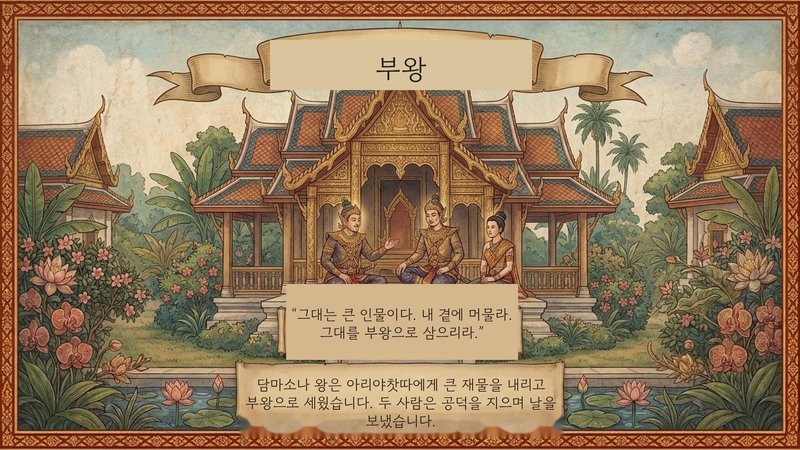 부왕
“그대는 큰 인물이다. 내 곁에 머물라.
그대를 부왕으로 삼으리라.”
담마소나 왕은 아리야찻따에게 큰 재물을 내리고
부왕으로 세웠습니다. 두 사람은 공덕을 지으며 날을
보냈습니다.